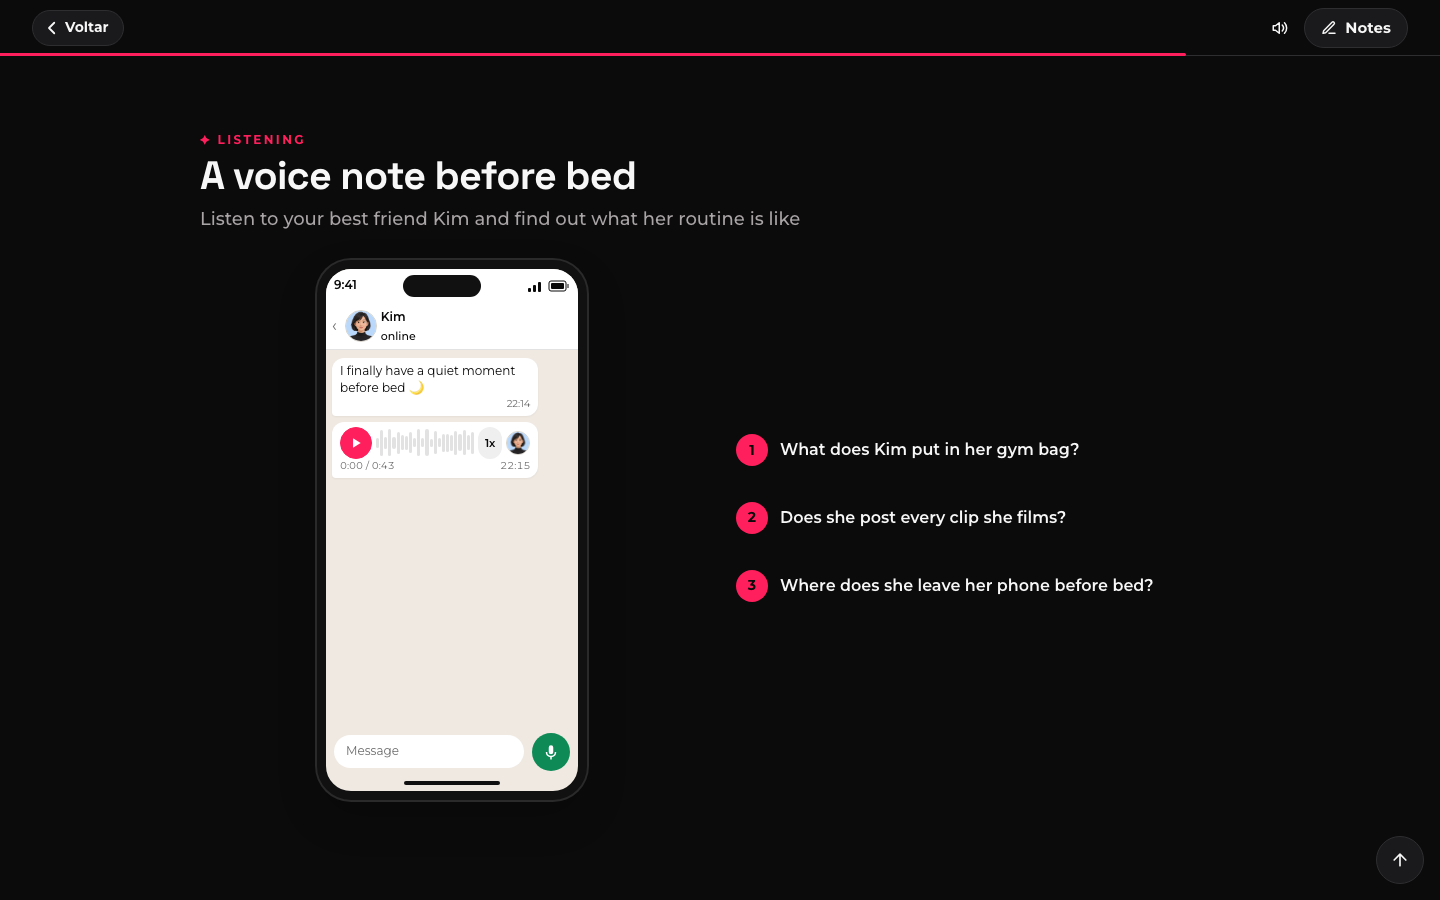 Voltar
Notes
LISTENING
A voice note before bed
Listen to your best friend Kim and find out what her routine is like
9:41
Kim
online
I finally have a quiet moment
before bed 🌙
22:14
1x
0:00 / 0:43
22:15
Message
1 What does Kim put in her gym bag?
2 Does she post every clip she films?
3 Where does she leave her phone before bed?